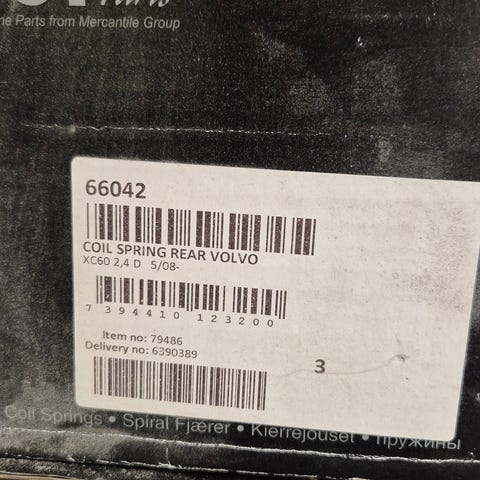 Parts from Mercantile Group
66042
COIL SPRING REAR VOLVO
XC60 2,4 D 5/08-
7 394410 123200
Item no: 79486
Delivery no: 6390389
3
Coil Springs • Spiral Fjærer • Kierrejouset • Пружины